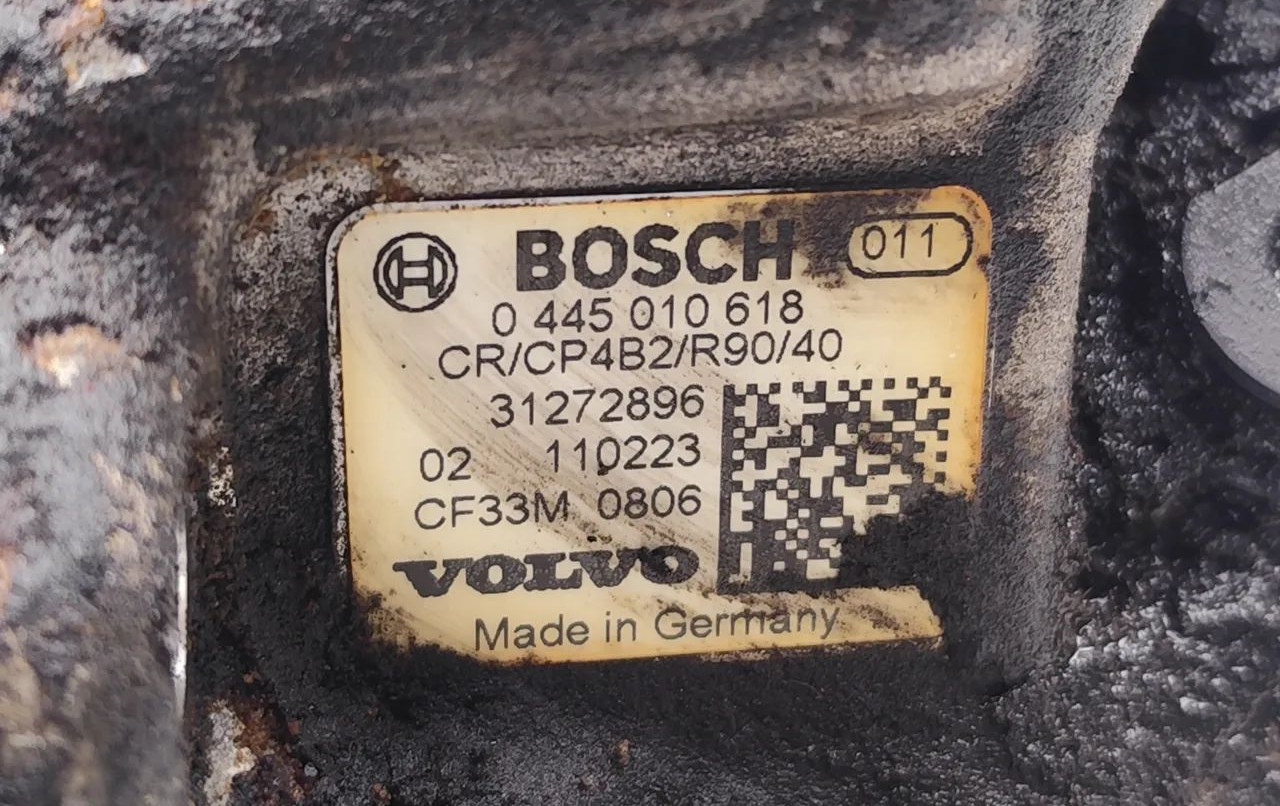 BOSCH 011
0 445 010 618
CR/CP4B2/R90/40
31272896
02 110223
CF33M 0806
VOLVO
Made in Germany